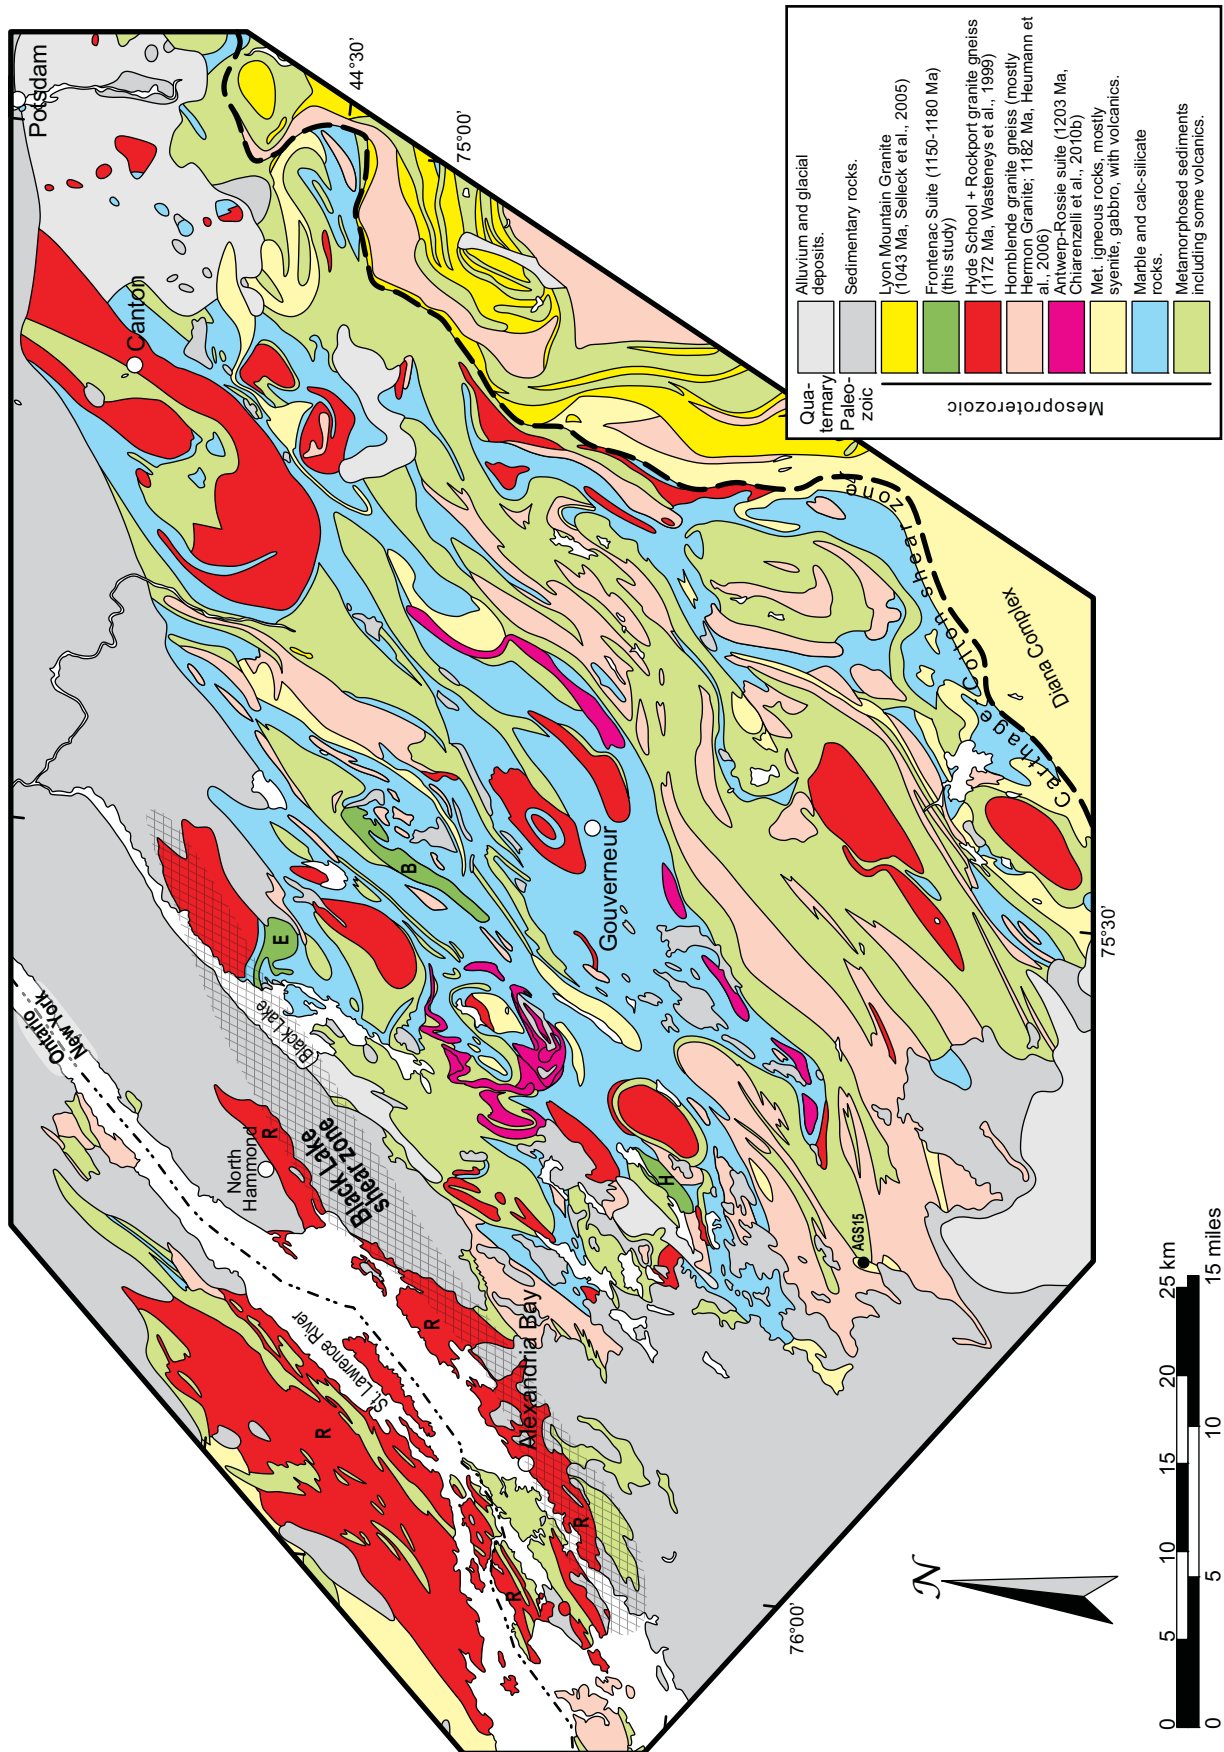 Potsdam
44°30'
75°00'
Canton
Ontario
New York
Black Lake
E
B
North
Hammond
R
Black Lake
shear zone
Gouverneur
St. Lawrence River
R
R
Alexandria Bay
H
R
R
AGS15
Carthage - Colton shear zone
Diana Complex
75°30'
76°00'
N
Qua-
ternary
Alluvium and glacial
deposits.
Paleo-
zoic
Sedimentary rocks.
Mesoproterozoic
Lyon Mountain Granite
(1043 Ma, Selleck et al., 2005)
Frontenac Suite (1150-1180 Ma)
(this study)
Hyde School + Rockport granite gneiss
(1172 Ma, Wasteneys et al., 1999)
Hornblende granite gneiss (mostly
Hermon Granite; 1182 Ma, Heumann et
al., 2006)
Antwerp-Rossie suite (1203 Ma,
Chiarenzelli et al., 2010b)
Met. igneous rocks, mostly
syenite, gabbro, with volcanics.
Marble and calc-silicate
rocks.
Metamorphosed sediments
including some volcanics.
0 5 10 15 20 25 km
0 5 10 15 miles